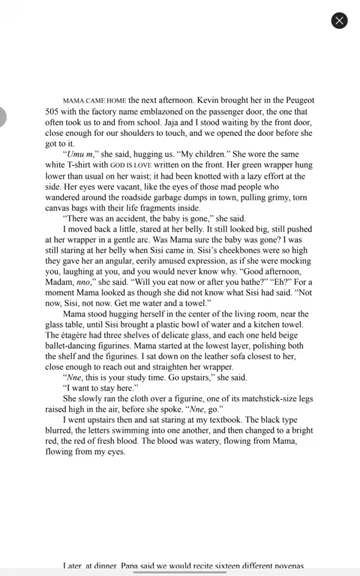 MAMA CAME HOME the next afternoon. Kevin brought her in the Peugeot
505 with the factory name emblazoned on the passenger door, the one that
often took us to and from school. Jaja and I stood waiting by the front door,
close enough for our shoulders to touch, and we opened the door before she
got to it.
“Umu m,” she said, hugging us. “My children.” She wore the same
white T-shirt with GOD IS LOVE written on the front. Her green wrapper hung
lower than usual on her waist; it had been knotted with a lazy effort at the
side. Her eyes were vacant, like the eyes of those mad people who
wandered around the roadside garbage dumps in town, pulling grimy, torn
canvas bags with their life fragments inside.
“There was an accident, the baby is gone,” she said.
I moved back a little, stared at her belly. It still looked big, still pushed
at her wrapper in a gentle arc. Was Mama sure the baby was gone? I was
still staring at her belly when Sisi came in. Sisi’s cheekbones were so high
they gave her an angular, eerily amused expression, as if she were mocking
you, laughing at you, and you would never know why. “Good afternoon,
Madam, nno,” she said. “Will you eat now or after you bathe?” “Eh?” For a
moment Mama looked as though she did not know what Sisi had said. “Not
now, Sisi, not now. Get me water and a towel.”
Mama stood hugging herself in the center of the living room, near the
glass table, until Sisi brought a plastic bowl of water and a kitchen towel.
The étagère had three shelves of delicate glass, and each one held beige
ballet-dancing figurines. Mama started at the lowest layer, polishing both
the shelf and the figurines. I sat down on the leather sofa closest to her,
close enough to reach out and straighten her wrapper.
“Nne, this is your study time. Go upstairs,” she said.
“I want to stay here.”
She slowly ran the cloth over a figurine, one of its matchstick-size legs
raised high in the air, before she spoke. “Nne, go.”
I went upstairs then and sat staring at my textbook. The black type
blurred, the letters swimming into one another, and then changed to a bright
red, the red of fresh blood. The blood was watery, flowing from Mama,
flowing from my eyes.
Later, at dinner, Papa said we would recite sixteen different novenas